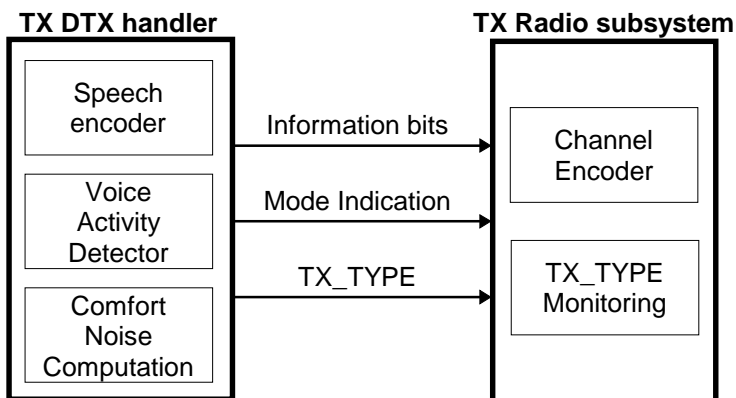 TX DTX handler
TX Radio subsystem
Speech
encoder
Voice
Activity
Detector
Comfort
Noise
Computation
Information bits
Mode Indication
TX_TYPE
Channel
Encoder
TX_TYPE
Monitoring